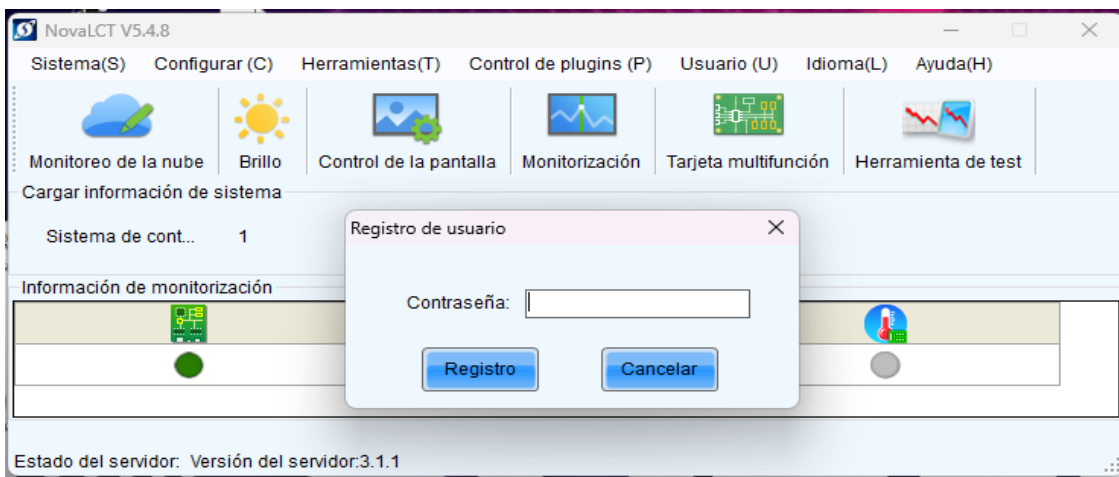 NovaLCT V5.4.8
Sistema(S) Configurar (C) Herramientas(T) Control de plugins (P) Usuario (U) Idioma(L) Ayuda(H)
Monitoreo de la nube Brillo Control de la pantalla Monitorización Tarjeta multifunción Herramienta de test
Cargar información de sistema
Sistema de cont... 1
Registro de usuario
Información de monitorización
Contraseña:
Registro Cancelar
Estado del servidor: Versión del servidor:3.1.1